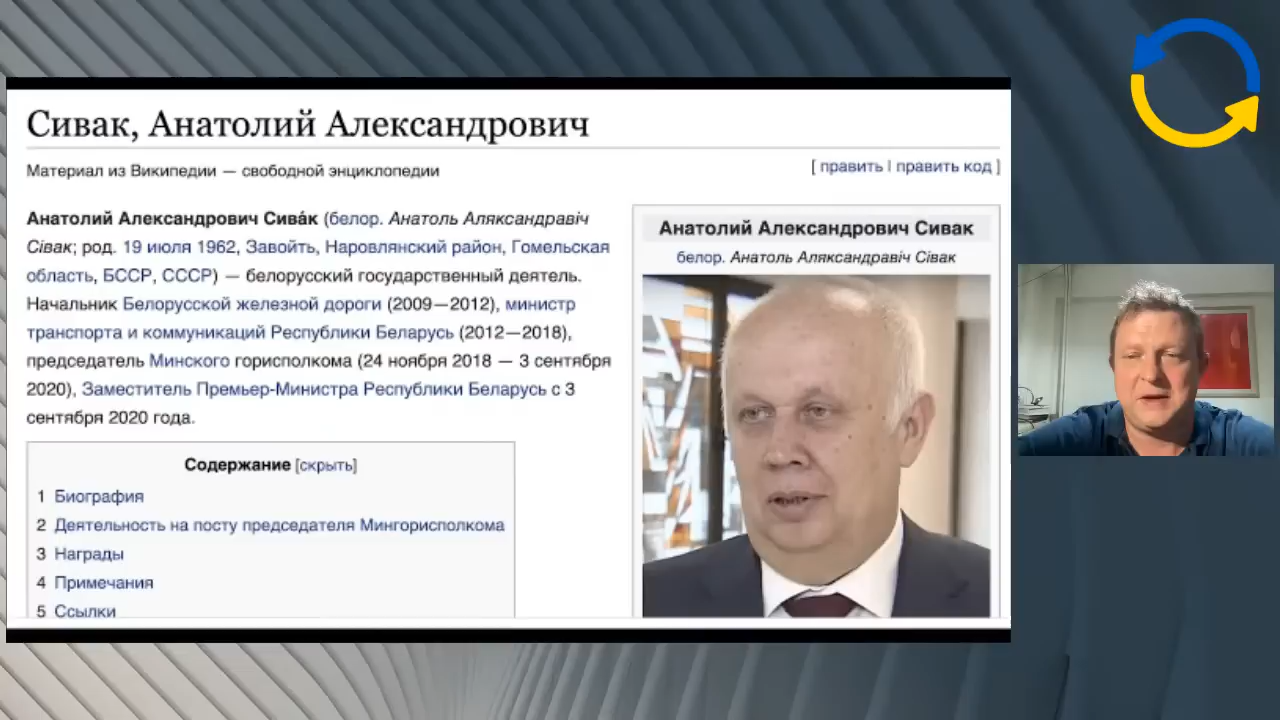 Сивак, Анатолий Александрович
Материал из Википедии — свободной энциклопедии
[ править | править код ]
Анатолий Александрович Сива́к (белор. Анатоль Аляксандравіч
Сівак; род. 19 июля 1962, Завойть, Наровлянский район, Гомельская
область, БССР, СССР) — белорусский государственный деятель.
Начальник Белорусской железной дороги (2009—2012), министр
транспорта и коммуникаций Республики Беларусь (2012—2018),
председатель Минского горисполкома (24 ноября 2018 — 3 сентября
2020), Заместитель Премьер-Министра Республики Беларусь с 3
сентября 2020 года.
Содержание [скрыть]
1 Биография
2 Деятельность на посту председателя Мингорисполкома
3 Награды
4 Примечания
5 Ссылки
Анатолий Александрович Сивак
белор. Анатоль Аляксандравіч Сівак